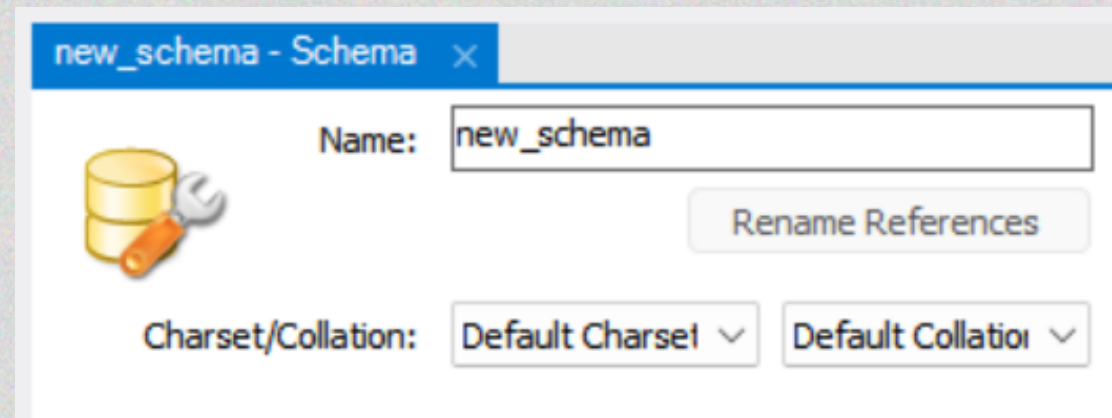 new_schema - Schema
Name: new_schema
Rename References
Charset/Collation: Default Charset Default Collation